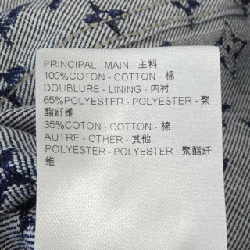 PRINCIPAL - MAIN - 主料
100%COTON - COTTON - 棉
DOUBLURE - LINING - 内衬
65%POLYESTER - POLYESTER - 聚
酯纤维
35%COTON - COTTON - 棉
AUTRE - OTHER - 其他
POLYESTER - POLYESTER - 聚酯纤
维